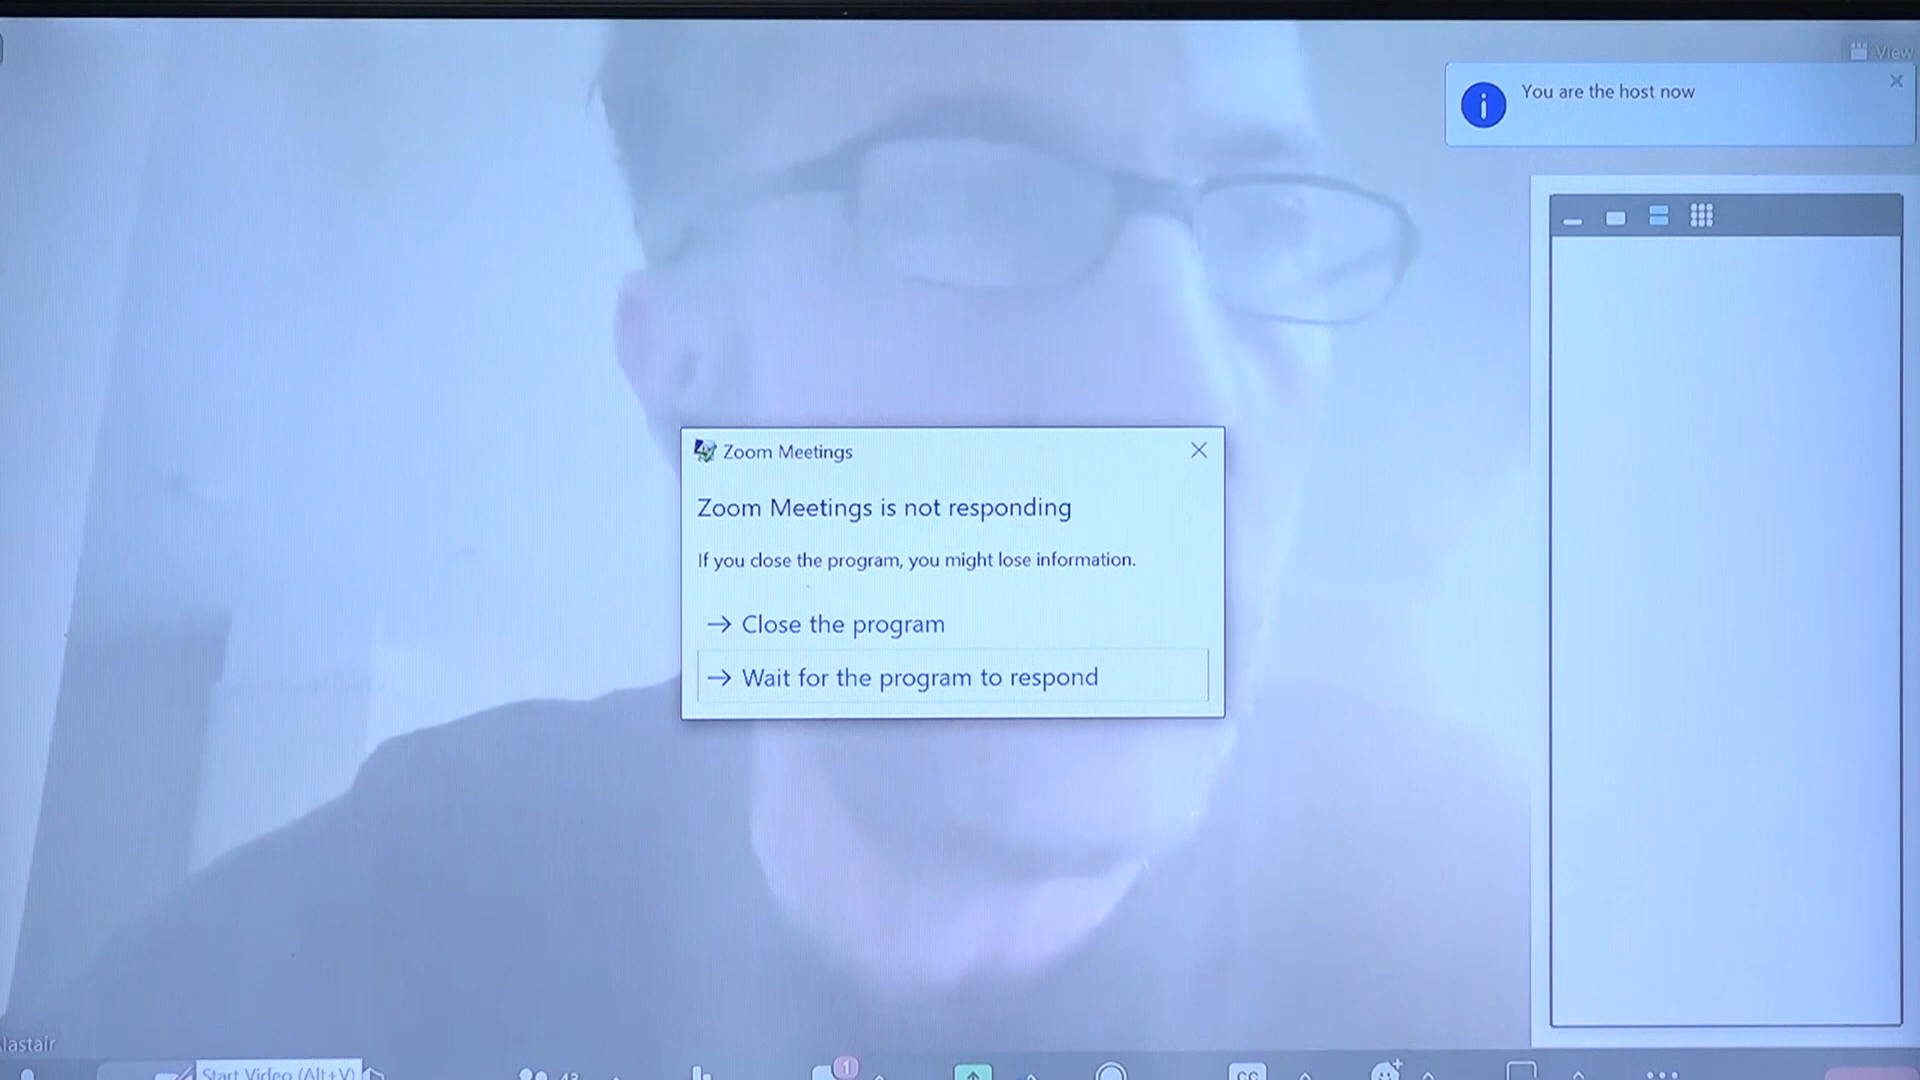 View
You are the host now
Zoom Meetings
Zoom Meetings is not responding
If you close the program, you might lose information.
→ Close the program
→ Wait for the program to respond
lastair
Start Video (Alt+V)
43
1
CC